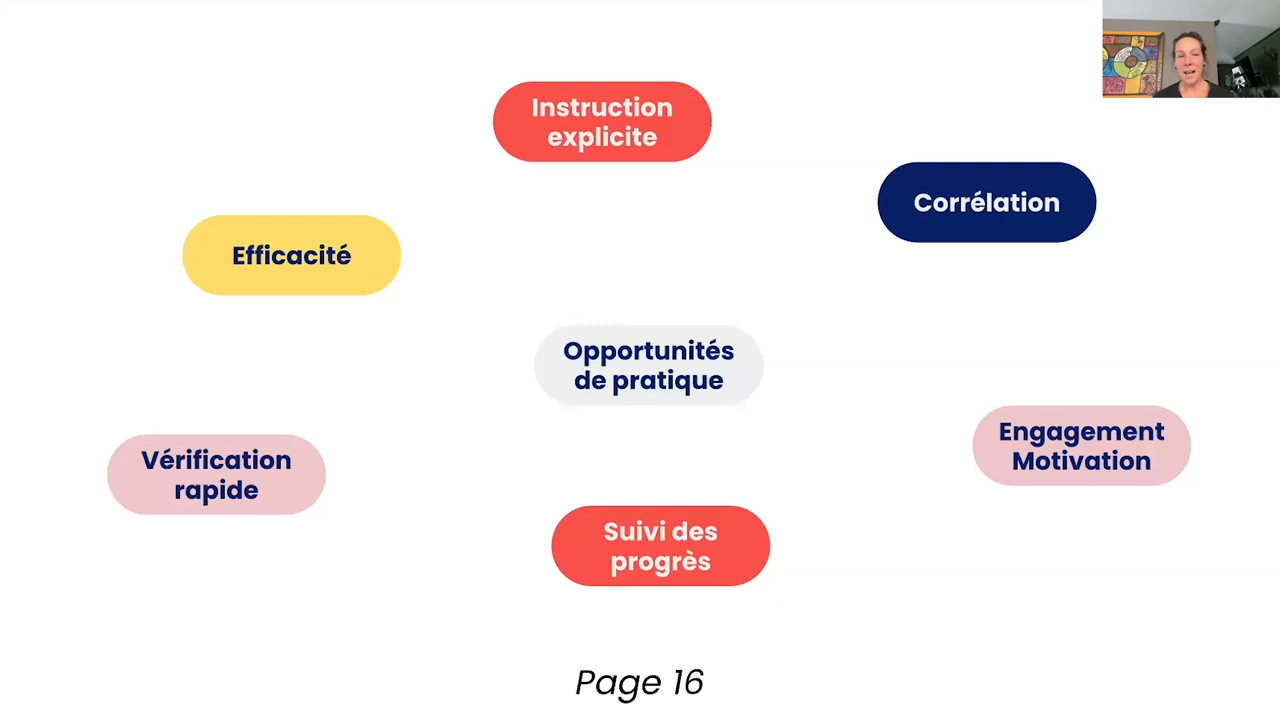 Instruction
explicite
Corrélation
Efficacité
Opportunités
de pratique
Engagement
Motivation
Vérification
rapide
Suivi des
progrès
Page 16